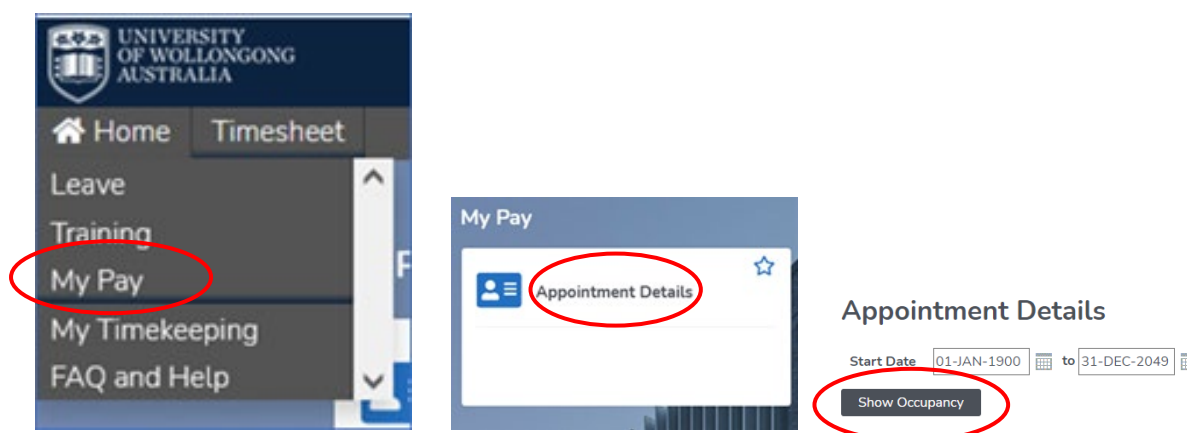 UNIVERSITY
OF WOLLONGONG
AUSTRALIA
Home Timesheet
Leave
Training
My Pay
My Timekeeping
FAQ and Help
My Pay
Appointment Details
Appointment Details
Start Date 01-JAN-1900 to 31-DEC-2049
Show Occupancy